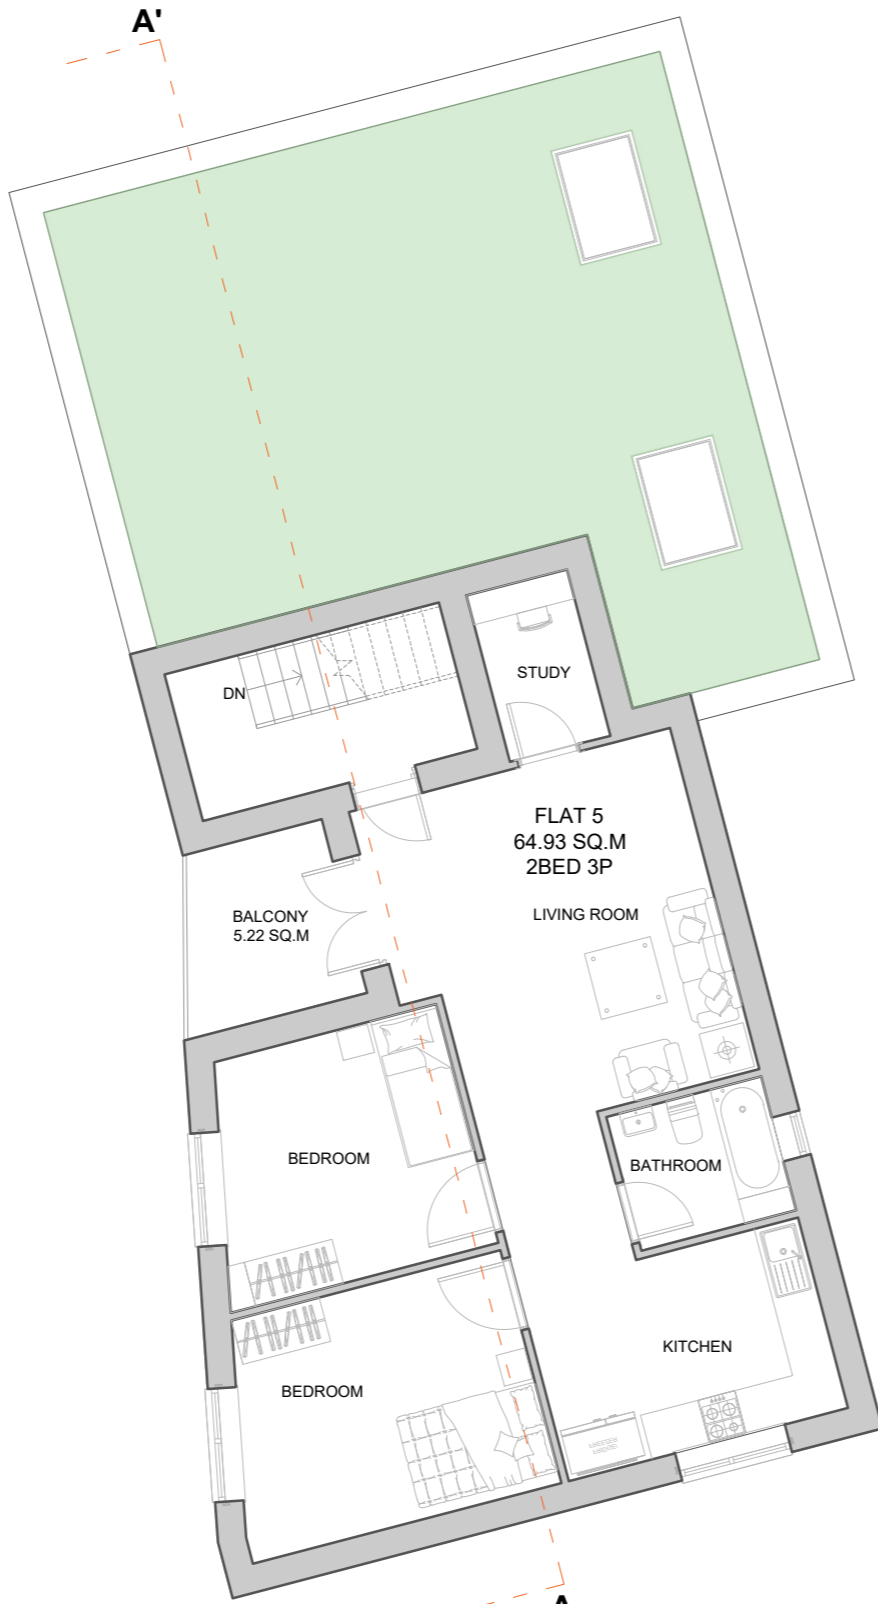 A'
STUDY
DN
FLAT 5
64.93 SQ.M
2BED 3P
LIVING ROOM
BALCONY
5.22 SQ.M
BEDROOM
BATHROOM
KITCHEN
BEDROOM
A